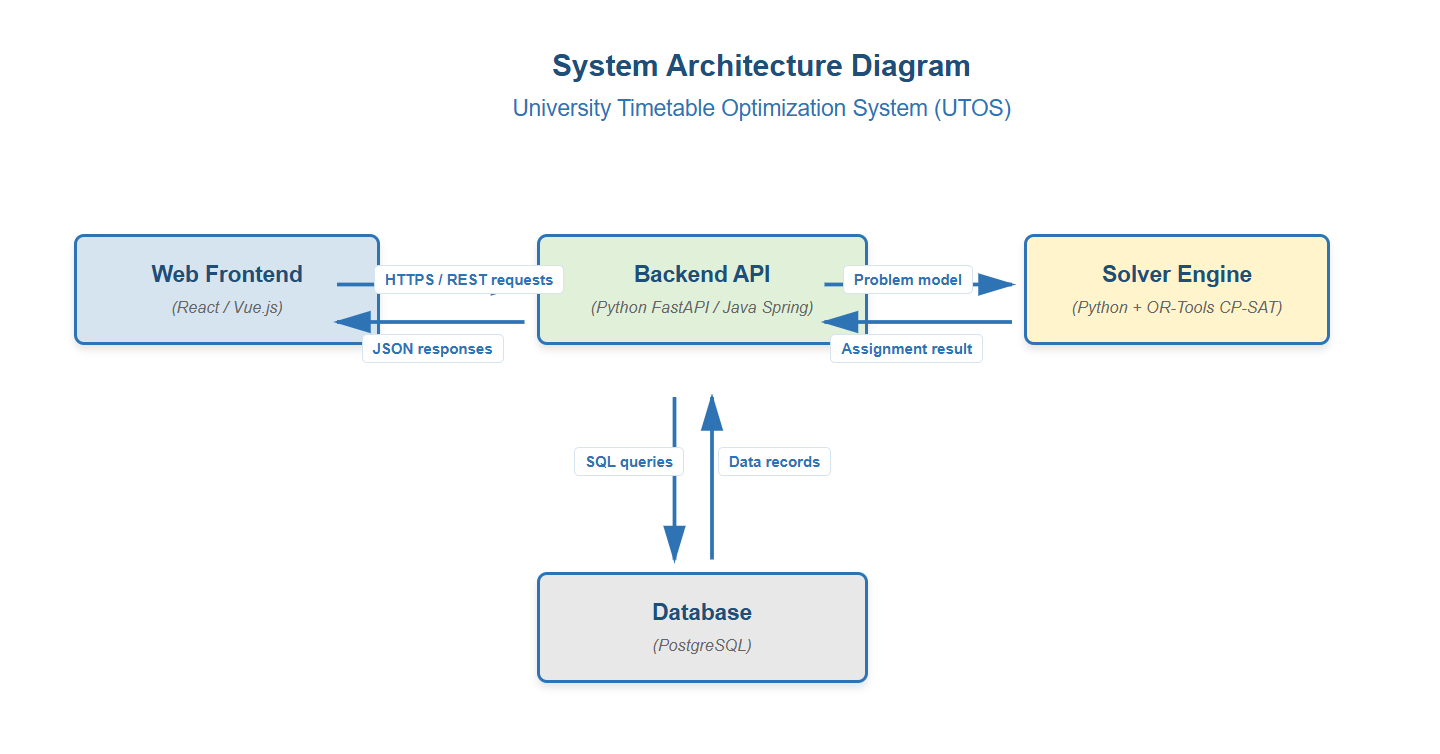 System Architecture Diagram
University Timetable Optimization System (UTOS)
Web Frontend
(React / Vue.js)
HTTPS / REST requests
JSON responses
Backend API
(Python FastAPI / Java Spring)
Problem model
Assignment result
Solver Engine
(Python + OR-Tools CP-SAT)
SQL queries
Data records
Database
(PostgreSQL)